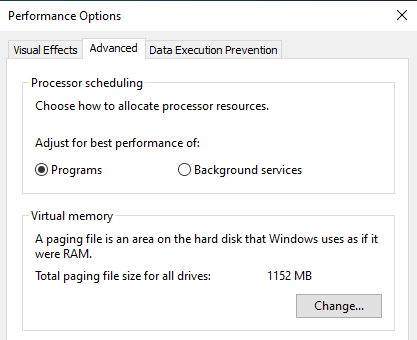 Performance Options
Visual Effects Advanced Data Execution Prevention
Processor scheduling
Choose how to allocate processor resources.
Adjust for best performance of:
Programs Background services
Virtual memory
A paging file is an area on the hard disk that Windows uses as if it
were RAM.
Total paging file size for all drives: 1152 MB
Change...